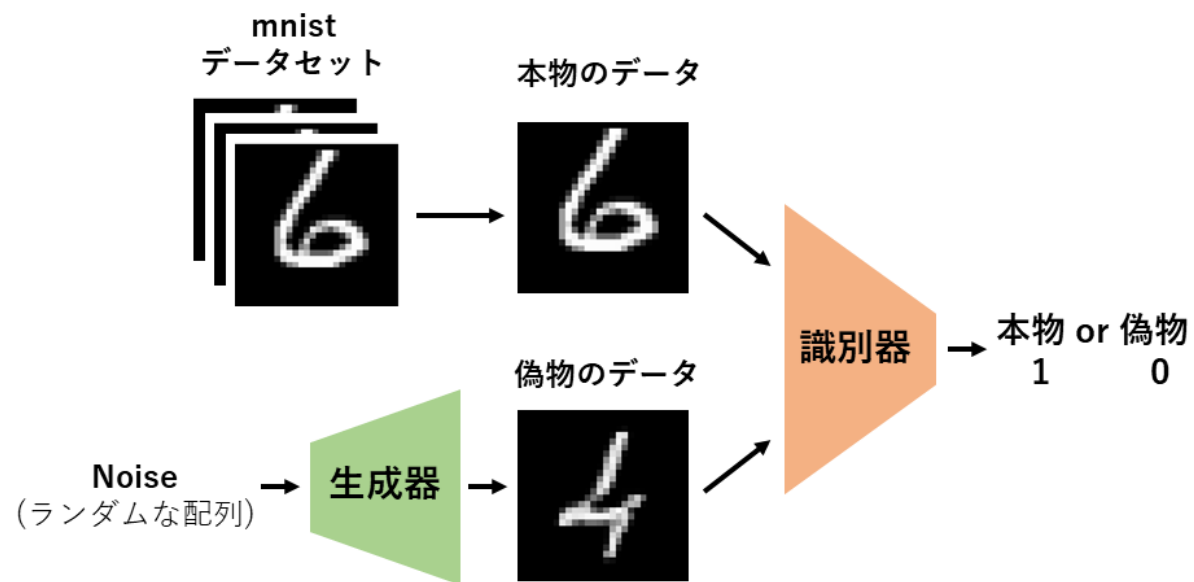 mnist
データセット
本物のデータ
識別器
本物 or 偽物
1 0
偽物のデータ
Noise
(ランダムな配列)
生成器